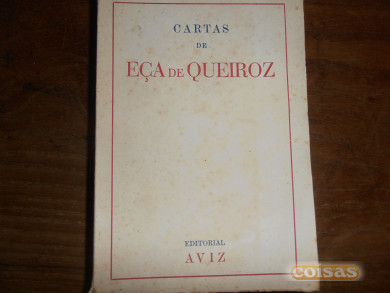 CARTAS
DE
EÇA DE QUEIROZ
EDITORIAL
AVIZ
coisas